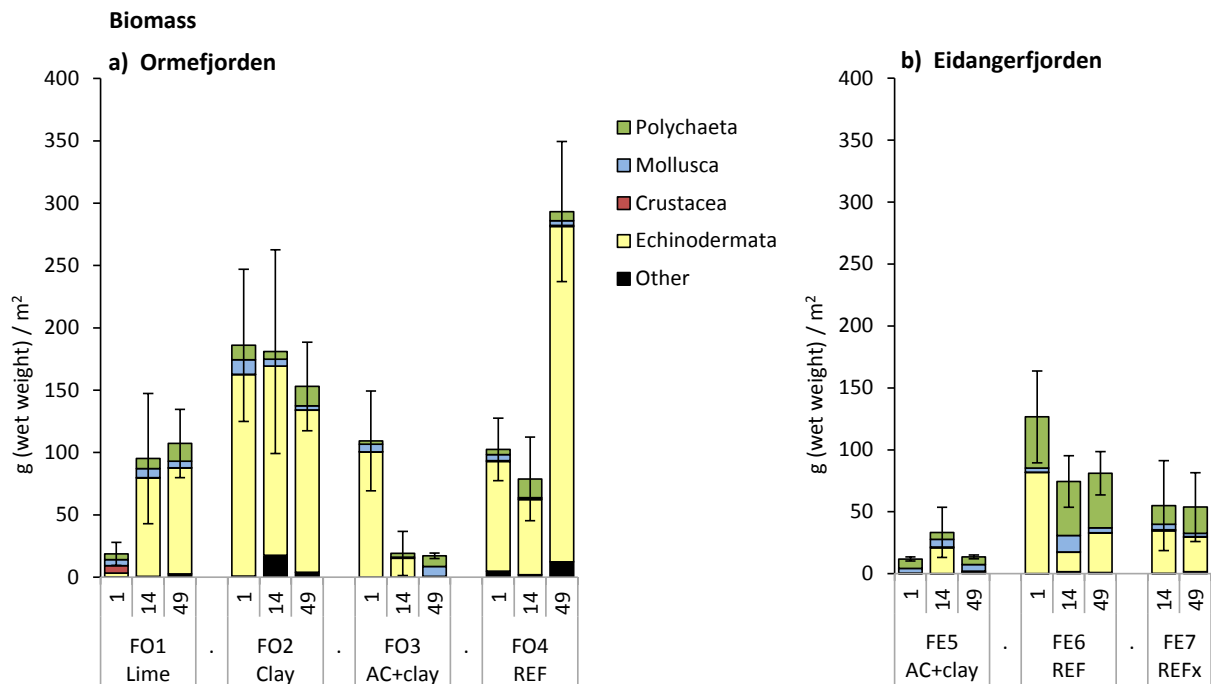 Biomass
a) Ormefjorden
b) Eidangerfjorden
g (wet weight) / m²
400
350
300
250
200
150
100
50
0
Polychaeta
Mollusca
Crustacea
Echinodermata
Other
1 14 49 1 14 49 1 14 49 1 14 49
FO1 . FO2 . FO3 . FO4
Lime Clay AC+clay REF
g (wet weight) / m²
400
350
300
250
200
150
100
50
0
1 14 49 1 14 49 14 49
FE5 . FE6 . FE7
AC+clay REF REFx